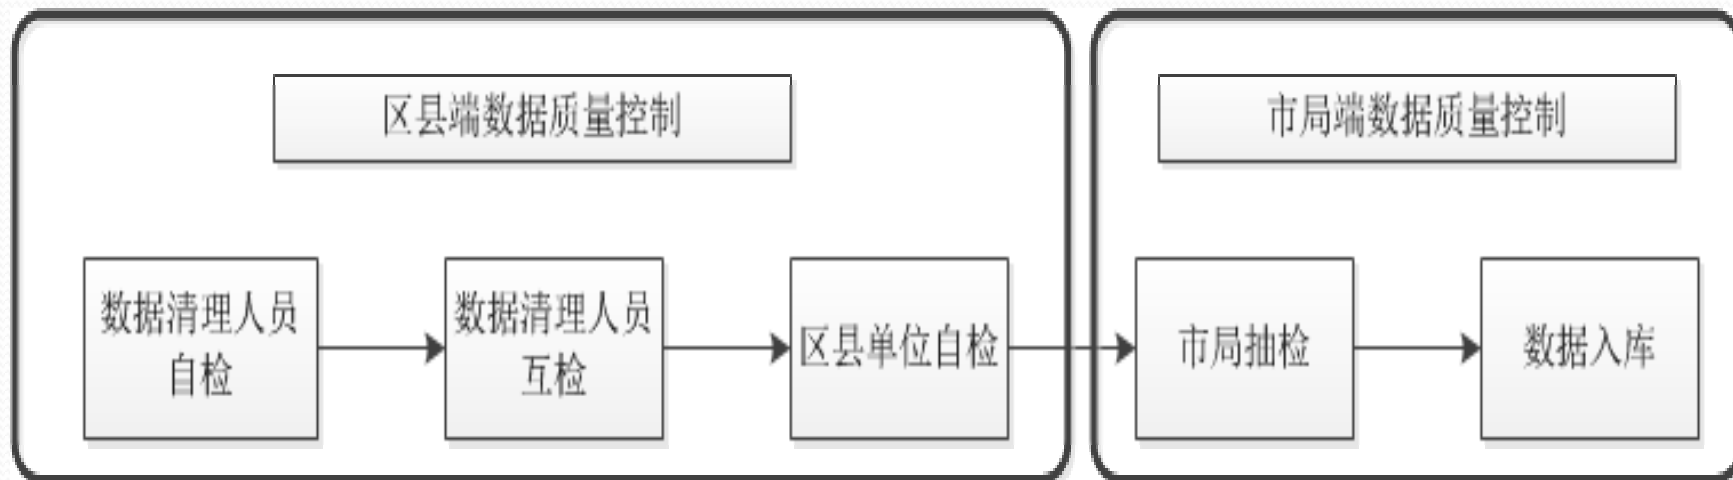 区县端数据质量控制
市局端数据质量控制
数据清理人员
自检
数据清理人员
互检
区县单位自检
市局抽检
数据入库